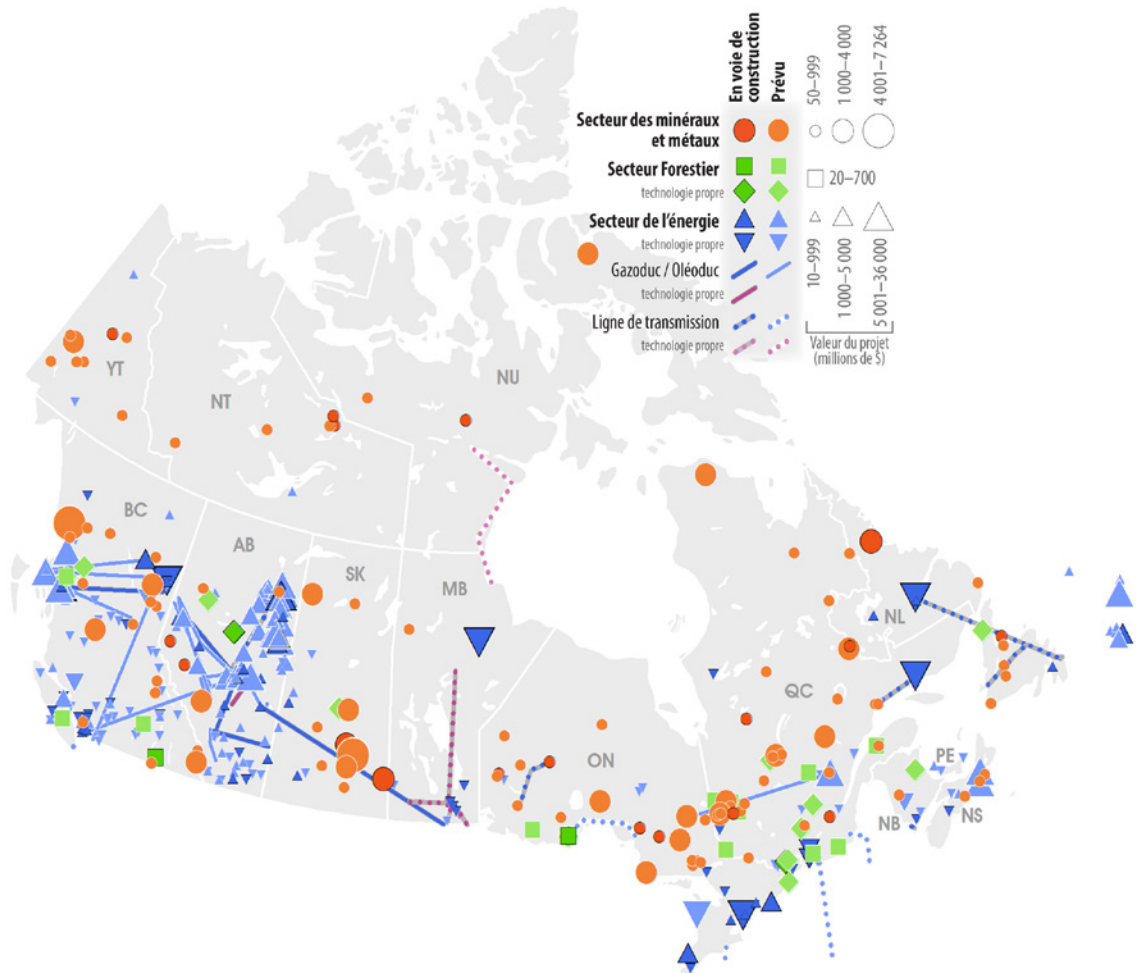 En voie de
construction
Prévu
50–999
1 000–4 000
4 001–7 264
Secteur des minéraux
et métaux
Secteur Forestier
20–700
technologie propre
Secteur de l'énergie
technologie propre
Gazoduc / Oléoduc
technologie propre
Ligne de transmission
technologie propre
10–999
1 000–5 000
5 001–36 000
Valeur du projet
(millions de $)
YT
NT
NU
BC
AB
SK
MB
NL
QC
ON
PE
NB
NS